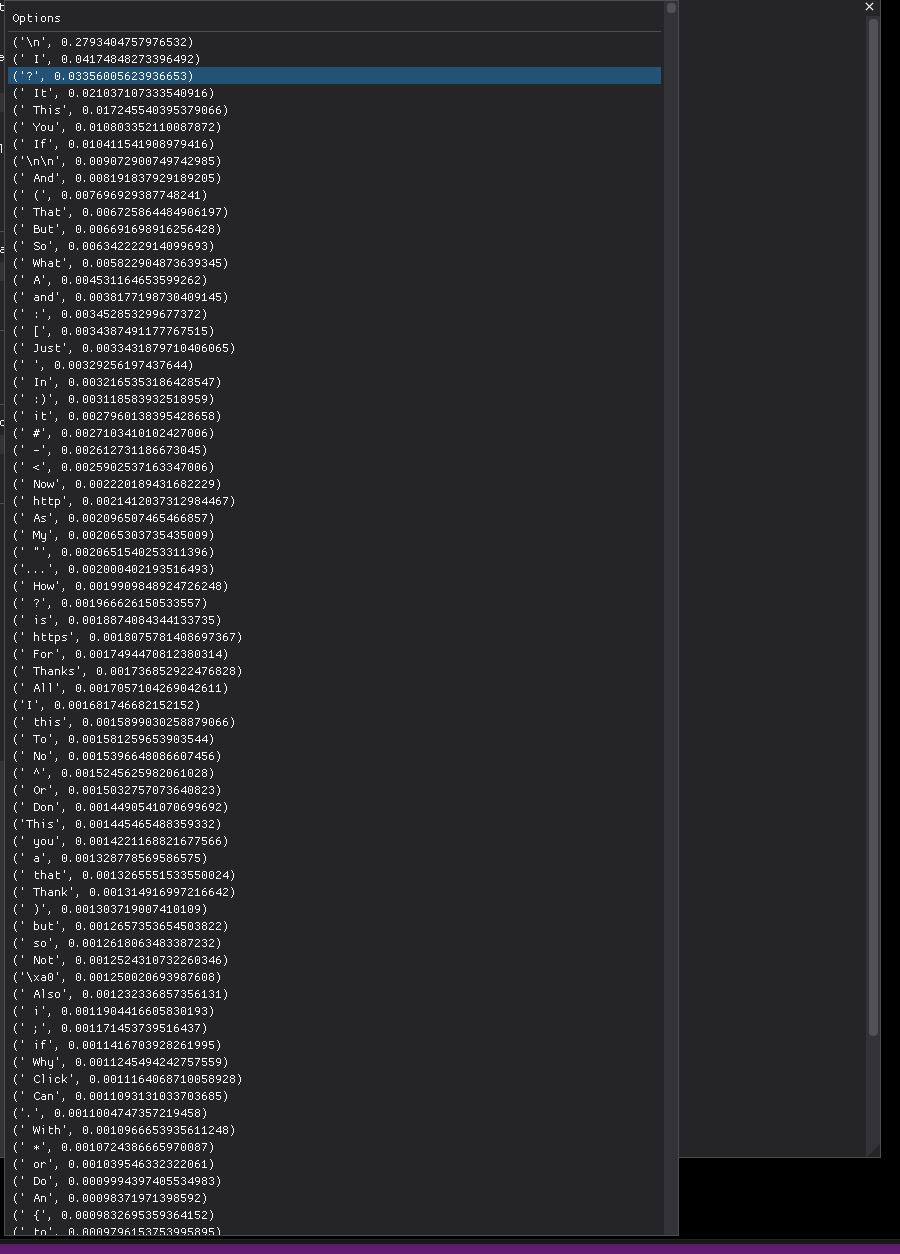 Options
('\n', 0.2793404757976532)
(' I', 0.04174848273396492)
('?', 0.03356005623936653)
(' It', 0.021037107333540916)
(' This', 0.017245540395379066)
(' You', 0.010803352110087872)
(' If', 0.010411541908979416)
('\n\n', 0.009072900749742985)
(' And', 0.008191837929189205)
(' (', 0.007696929387748241)
(' That', 0.006725864484906197)
(' But', 0.006691698916256428)
(' So', 0.006342222914099693)
(' What', 0.005822904873639345)
(' A', 0.004531164653599262)
(' and', 0.0038177198730409145)
(' :', 0.003452853299677372)
(' [', 0.0034387491177767515)
(' Just', 0.0033431879710406065)
(' ', 0.00329256197437644)
(' In', 0.0032165353186428547)
(' :)', 0.003118583932518959)
(' it', 0.0027960138395428658)
(' #', 0.0027103410102427006)
(' -', 0.002612731186673045)
(' <', 0.0025902537163347006)
(' Now', 0.002220189431682229)
(' http', 0.0021412037312984467)
(' As', 0.002096507465466857)
(' My', 0.002065303735435009)
(' "', 0.0020651540253311396)
('...', 0.002000402193516493)
(' How', 0.0019909848924726248)
(' ?', 0.001966626150533557)
(' is', 0.0018874084344133735)
(' https', 0.0018075781408697367)
(' For', 0.0017494470812380314)
(' Thanks', 0.001736852922476828)
(' All', 0.0017057104269042611)
('I', 0.001681746682152152)
(' this', 0.0015899030258879066)
(' To', 0.001581259653903544)
(' No', 0.0015396648086607456)
(' ^', 0.0015245625982061028)
(' Or', 0.0015032757073640823)
(' Don', 0.0014490541070699692)
('This', 0.001445465488359332)
(' you', 0.0014221168821677566)
(' a', 0.001328778569586575)
(' that', 0.0013265551533550024)
(' Thank', 0.001314916997216642)
(' )', 0.001303719007410109)
(' but', 0.0012657353654503822)
(' so', 0.0012618063483387232)
(' Not', 0.0012524310732260346)
('\xa0', 0.001250020693987608)
(' Also', 0.001232336857356131)
(' i', 0.0011904416605830193)
(' ;', 0.001171453739516437)
(' if', 0.0011416703928261995)
(' Why', 0.0011245494242757559)
(' Click', 0.0011164068710058928)
(' Can', 0.0011093131033703685)
('.', 0.0011004747357219458)
(' With', 0.0010966653935611248)
(' *', 0.0010724386665970087)
(' or', 0.001039546332322061)
(' Do', 0.0009994397405534983)
(' An', 0.00098371971398592)
(' {', 0.0009832695359364152)
(' to', 0.0009796153753995895)